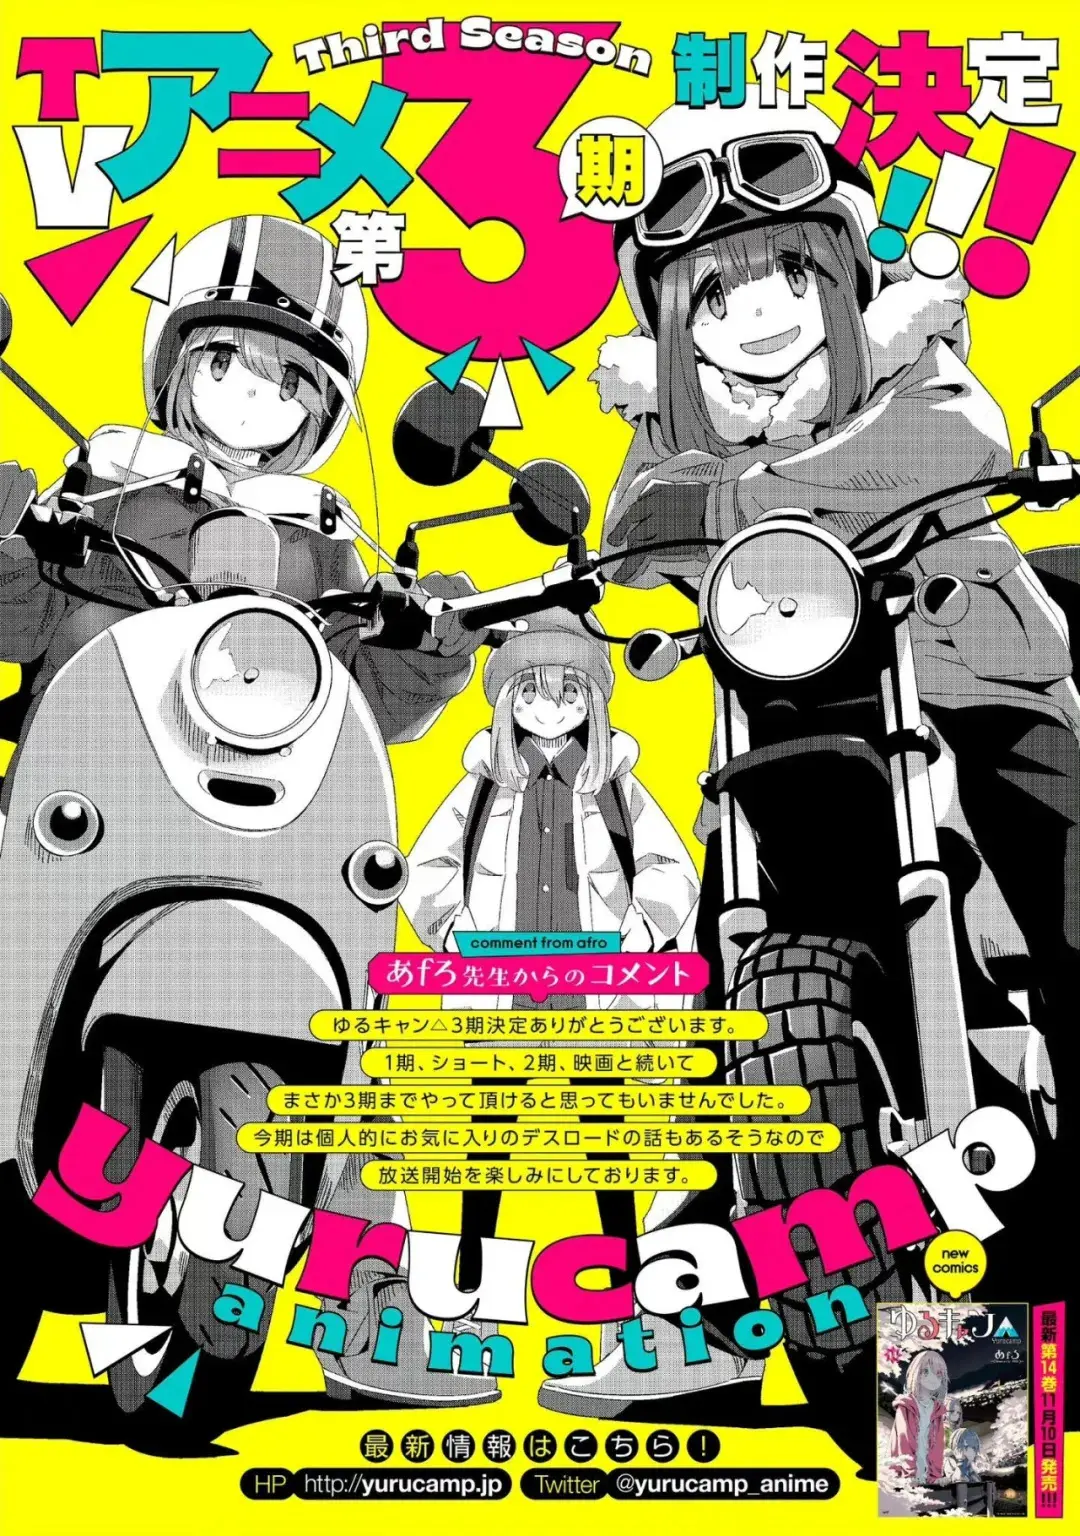 Third Season
TVアニメ第3期
制作決定!!!
comment from afro
あfろ先生からのコメント
ゆるキャン△3期決定ありがとうございます。
1期、ショート、2期、映画と続いて
まさか3期までやって頂けると思ってもいませんでした。
今期は個人的にお気に入りのデスロードの話もあるそうなので
放送開始を楽しみにしております。
yurucamp
animation
new
comics
ゆるキャン△
Yurucamp
あfろ
最新第14巻11月10日発売!!!
最新情報はこちら!
HP http://yurucamp.jp Twitter @yurucamp_anime